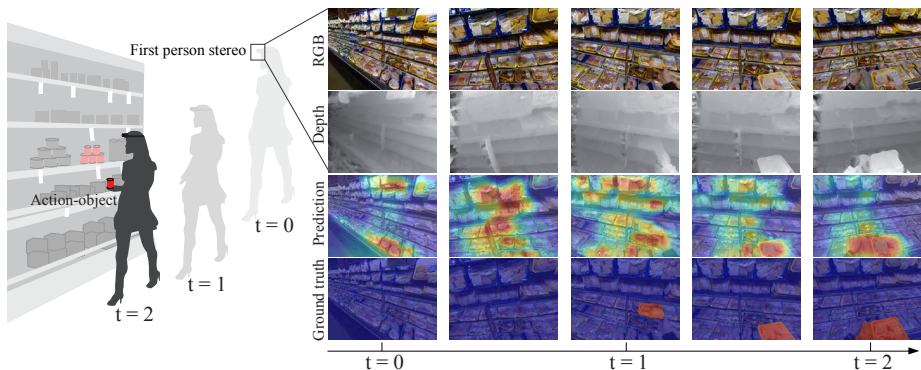 First person stereo
Action-object
t = 0
t = 1
t = 2
RGB
Depth
Prediction
Ground truth
t = 0
t = 1
t = 2